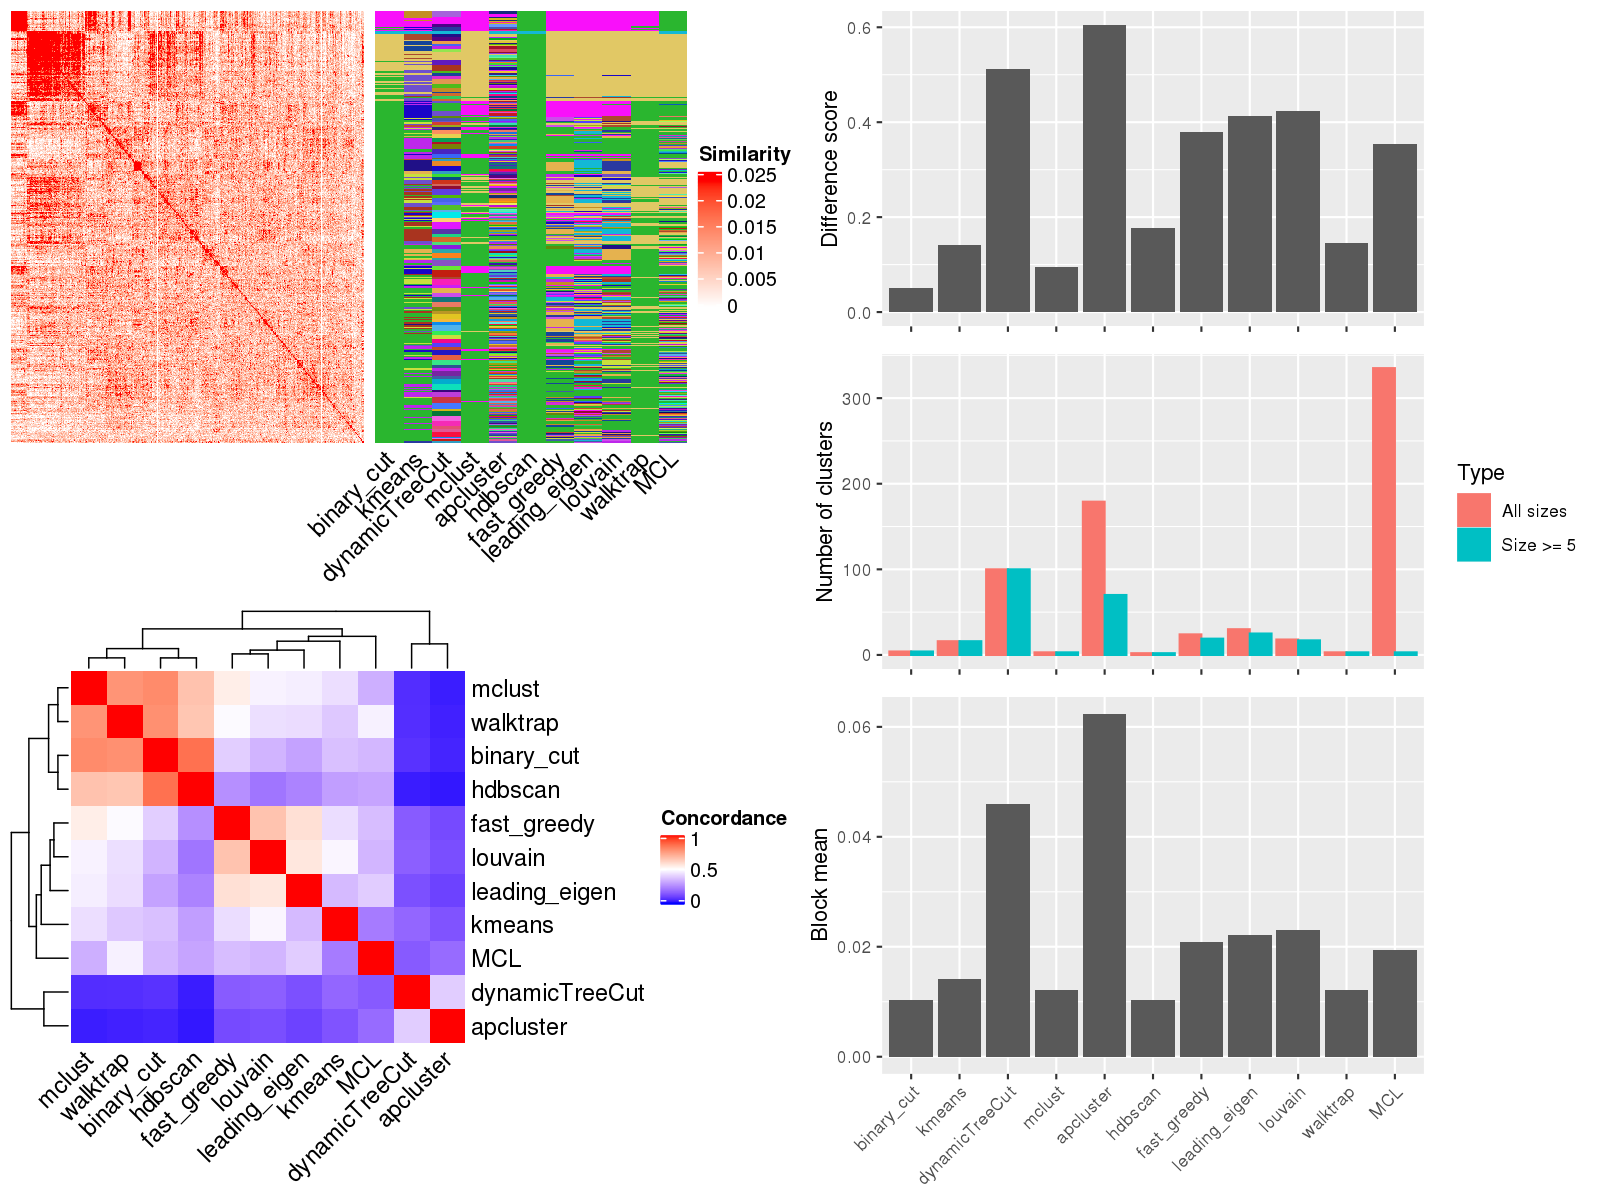 Similarity
0.025
0.02
0.015
0.01
0.005
0
binary_cut
kmeans
dynamicTreeCut
mclust
apcluster
hdbscan
fast_greedy
leading_eigen
louvain
walktrap
MCL
mclust
walktrap
binary_cut
hdbscan
fast_greedy
louvain
leading_eigen
kmeans
MCL
dynamicTreeCut
apcluster
mclust
walktrap
binary_cut
hdbscan
fast_greedy
louvain
leading_eigen
kmeans
MCL
dynamicTreeCut
apcluster
Concordance
1
0.5
0
Difference score
0.6
0.4
0.2
0.0
Number of clusters
300
200
100
0
Type
All sizes
Size >= 5
Block mean
0.06
0.04
0.02
0.00
binary_cut
kmeans
dynamicTreeCut
mclust
apcluster
hdbscan
fast_greedy
leading_eigen
louvain
walktrap
MCL